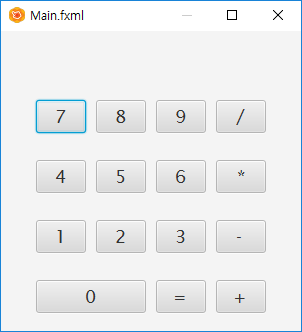 Main.fxml
7 8 9 /
4 5 6 *
1 2 3 -
0 = +